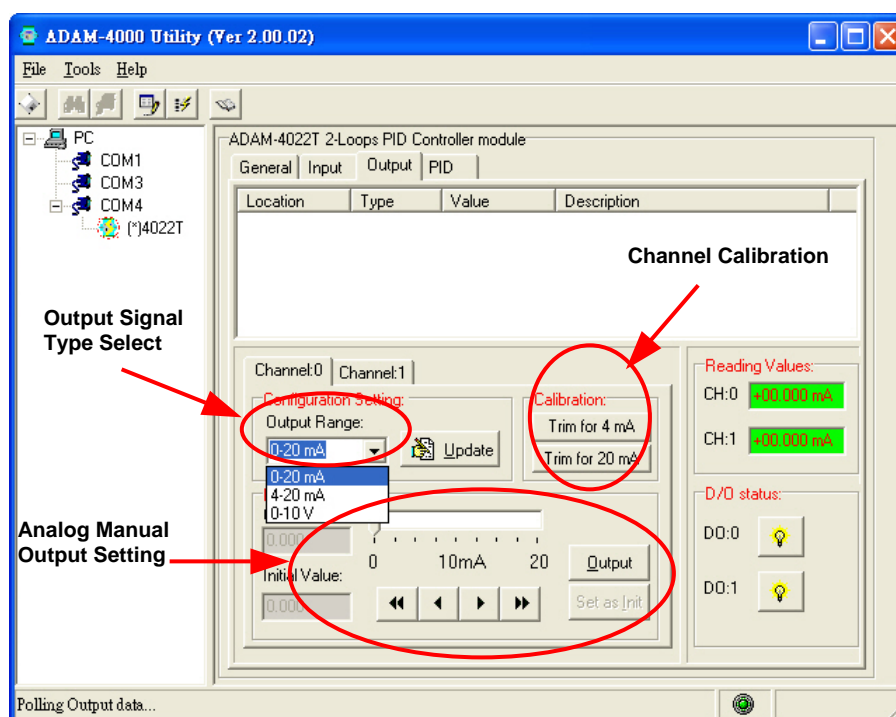 ADAM-4000 Utility (Ver 2.00.02)
File Tools Help
PC
COM1
COM3
COM4
(*)4022T
ADAM-4022T 2-Loops PID Controller module
General Input Output PID
Location Type Value Description
Channel Calibration
Output Signal
Type Select
Channel:0 Channel:1
Configuration Setting:
Output Range:
0-20 mA
Update
0-20 mA
4-20 mA
0-10 V
Calibration:
Trim for 4 mA
Trim for 20 mA
Reading Values:
CH:0 +00.000 mA
CH:1 +00.000 mA
Analog Manual
Output Setting
0.000
0 10mA 20
Output
Initial Value:
0.000
Set as Init
D/O status:
DO:0
DO:1
Polling Output data...